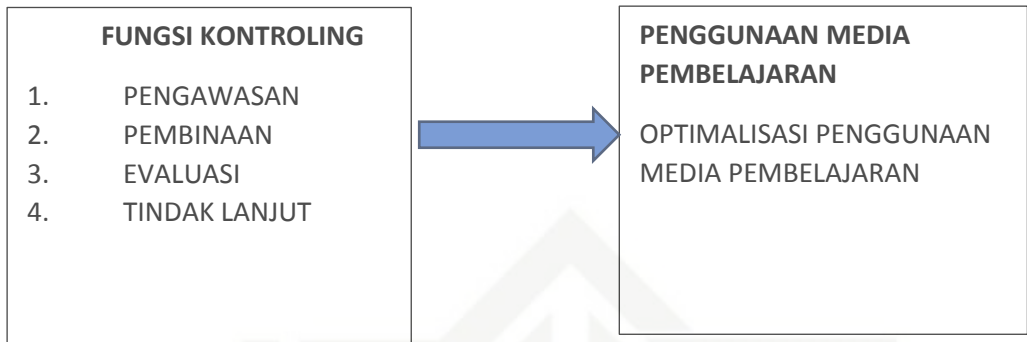 FUNGSI KONTROLING
1. PENGAWASAN
2. PEMBINAAN
3. EVALUASI
4. TINDAK LANJUT
PENGGUNAAN MEDIA
PEMBELAJARAN
OPTIMALISASI PENGGUNAAN
MEDIA PEMBELAJARAN